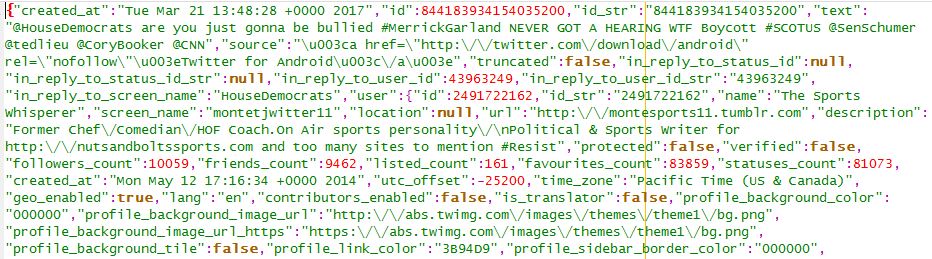 {"created_at":"Tue Mar 21 13:48:28 +0000 2017","id":844183934154035200,"id_str":"844183934154035200","text":
"@HouseDemocrats are you just gonna be bullied #MerrickGarland NEVER GOT A HEARING WTF Boycott #SCOTUS @SenSchumer
@tedlieu @CoryBooker @CNN","source":"\u003ca href=\"http:\/\/twitter.com\/download\/android\"
rel=\"nofollow\"\u003eTwitter for Android\u003c\/a\u003e","truncated":false,"in_reply_to_status_id":null,
"in_reply_to_status_id_str":null,"in_reply_to_user_id":43963249,"in_reply_to_user_id_str":"43963249",
"in_reply_to_screen_name":"HouseDemocrats","user":{"id":2491722162,"id_str":"2491722162","name":"The Sports
Whisperer","screen_name":"montetjwitter11","location":null,"url":"http:\/\/montesports11.tumblr.com","description":
"Former Chef\/Comedian\/HOF Coach.On Air sports personality\/\nPolitical & Sports Writer for
http:\/\/nutsandboltssports.com and too many sites to mention #Resist","protected":false,"verified":false,
"followers_count":10059,"friends_count":9462,"listed_count":161,"favourites_count":83859,"statuses_count":81073,
"created_at":"Mon May 12 17:16:34 +0000 2014","utc_offset":-25200,"time_zone":"Pacific Time (US & Canada)",
"geo_enabled":true,"lang":"en","contributors_enabled":false,"is_translator":false,"profile_background_color":
"000000","profile_background_image_url":"http:\/\/abs.twimg.com\/images\/themes\/theme1\/bg.png",
"profile_background_image_url_https":"https:\/\/abs.twimg.com\/images\/themes\/theme1\/bg.png",
"profile_background_tile":false,"profile_link_color":"3B94D9","profile_sidebar_border_color":"000000",